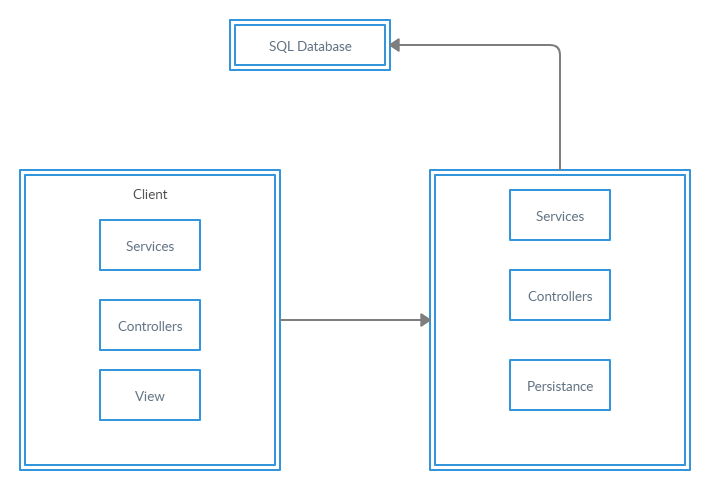 SQL Database
Client
Services
Controllers
View
Services
Controllers
Persistance